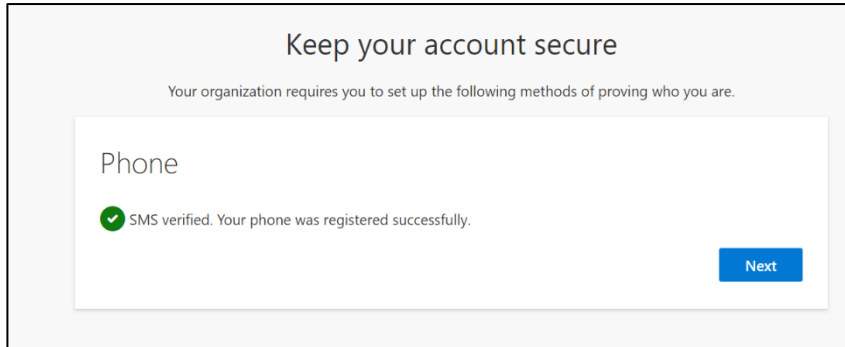 Keep your account secure
Your organization requires you to set up the following methods of proving who you are.
Phone
SMS verified. Your phone was registered successfully.
Next